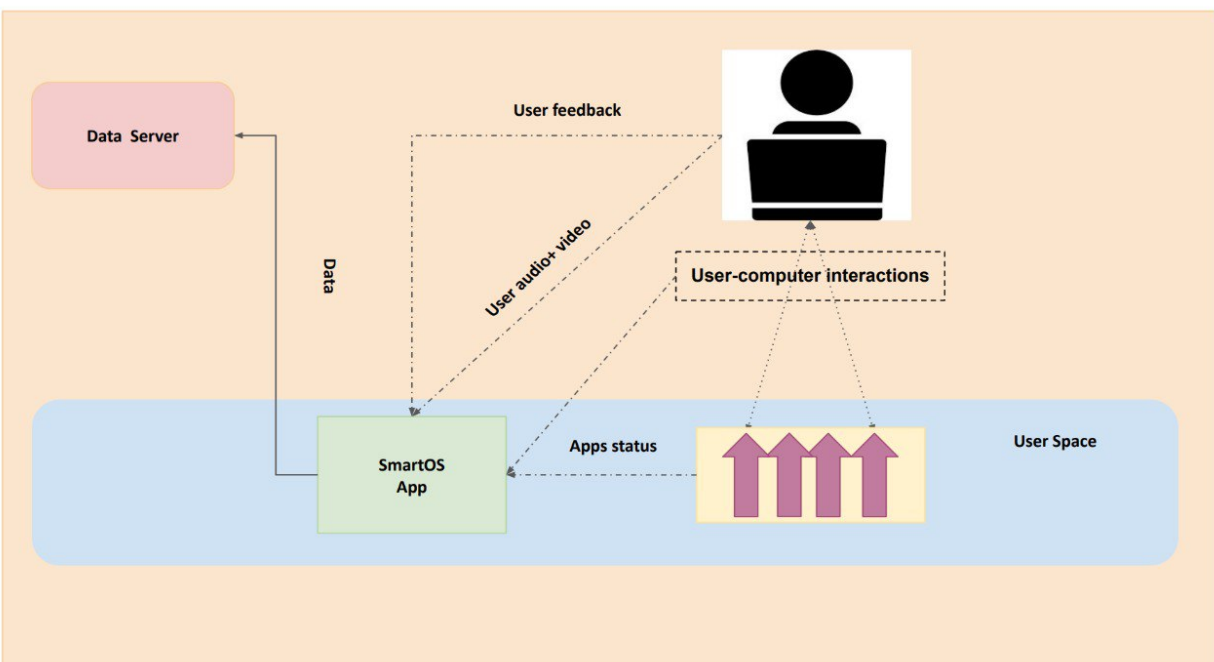 User feedback
Data Server
User audio+ video
Data
User-computer interactions
Apps status
User Space
SmartOS
App